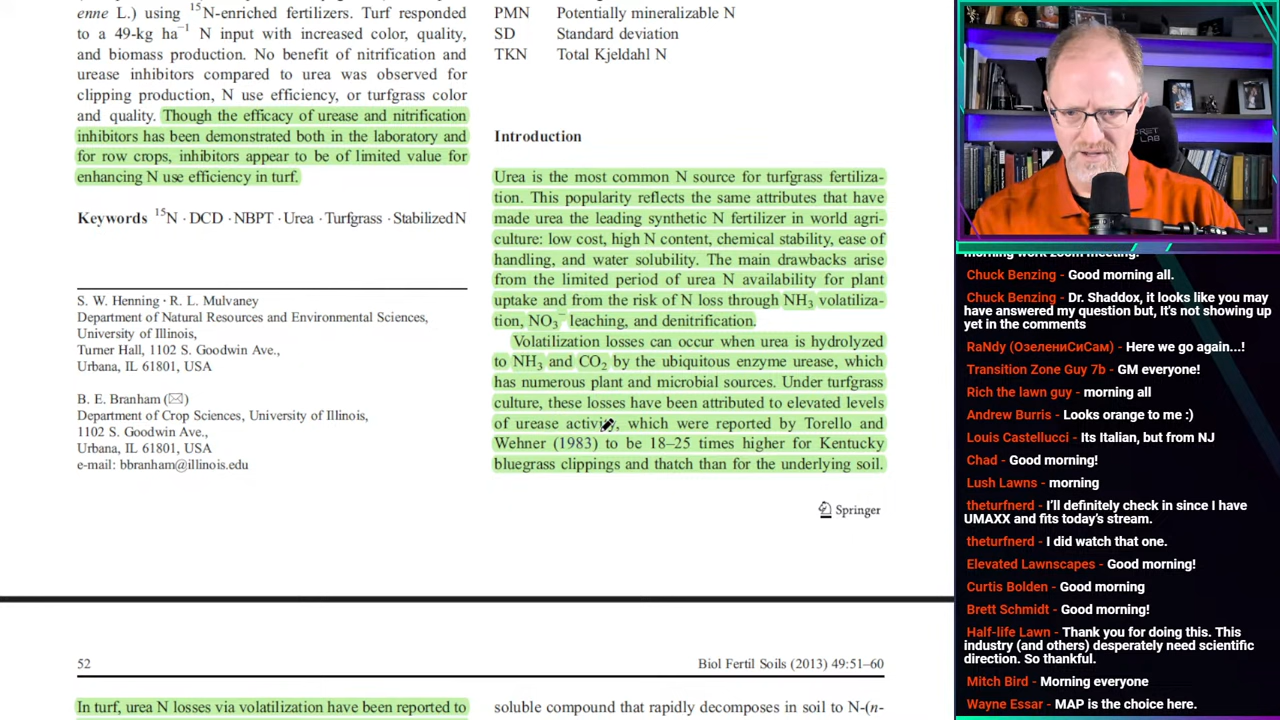 enne L.) using 15N-enriched fertilizers. Turf responded
to a 49-kg ha−1 N input with increased color, quality,
and biomass production. No benefit of nitrification and
urease inhibitors compared to urea was observed for
clipping production, N use efficiency, or turfgrass color
and quality. Though the efficacy of urease and nitrification
inhibitors has been demonstrated both in the laboratory and
for row crops, inhibitors appear to be of limited value for
enhancing N use efficiency in turf.
Keywords 15N · DCD · NBPT · Urea · Turfgrass · Stabilized N
S. W. Henning · R. L. Mulvaney
Department of Natural Resources and Environmental Sciences,
University of Illinois,
Turner Hall, 1102 S. Goodwin Ave.,
Urbana, IL 61801, USA
B. E. Branham (✉)
Department of Crop Sciences, University of Illinois,
1102 S. Goodwin Ave.,
Urbana, IL 61801, USA
e-mail: bbranham@illinois.edu
PMN Potentially mineralizable N
SD Standard deviation
TKN Total Kjeldahl N
Introduction
Urea is the most common N source for turfgrass fertiliza-
tion. This popularity reflects the same attributes that have
made urea the leading synthetic N fertilizer in world agri-
culture: low cost, high N content, chemical stability, ease of
handling, and water solubility. The main drawbacks arise
from the limited period of urea N availability for plant
uptake and from the risk of N loss through NH3 volatiliza-
tion, NO3− leaching, and denitrification.
Volatilization losses can occur when urea is hydrolyzed
to NH3 and CO2 by the ubiquitous enzyme urease, which
has numerous plant and microbial sources. Under turfgrass
culture, these losses have been attributed to elevated levels
of urease activity, which were reported by Torello and
Wehner (1983) to be 18–25 times higher for Kentucky
bluegrass clippings and thatch than for the underlying soil.
Springer
52
Biol Fertil Soils (2013) 49:51–60
In turf, urea N losses via volatilization have been reported to
soluble compound that rapidly decomposes in soil to N-(n-
morning work zoom meeting.
Chuck Benzing - Good morning all.
Chuck Benzing - Dr. Shaddox, it looks like you may
have answered my question but, It's not showing up
yet in the comments
RaNdy (ОзелениСиСам) - Here we go again...!
Transition Zone Guy 7b - GM everyone!
Rich the lawn guy - morning all
Andrew Burris - Looks orange to me :)
Louis Castellucci - Its Italian, but from NJ
Chad - Good morning!
Lush Lawns - morning
theturfnerd - I'll definitely check in since I have
UMAXX and fits today's stream.
theturfnerd - I did watch that one.
Elevated Lawnscapes - Good morning!
Curtis Bolden - Good morning
Brett Schmidt - Good morning!
Half-life Lawn - Thank you for doing this. This
industry (and others) desperately need scientific
direction. So thankful.
Mitch Bird - Morning everyone
Wayne Essar - MAP is the choice here.